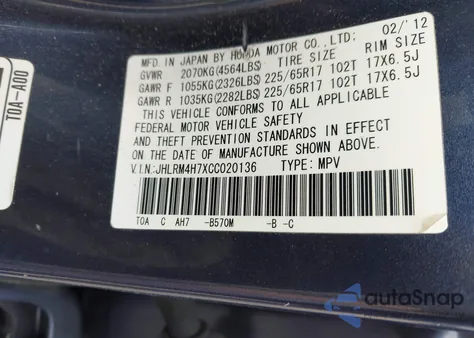 MFD. IN JAPAN BY HONDA MOTOR CO., LTD: 02/'12
GVWR 2070KG(4564LBS) TIRE SIZE RIM SIZE
GAWR F 1055KG(2326LBS) 225/65R17 102T 17X6.5J
GAWR R 1035KG(2282LBS) 225/65R17 102T 17X6.5J
THIS VEHICLE CONFORMS TO ALL APPLICABLE
FEDERAL MOTOR VEHICLE SAFETY
AND THEFT PREVENTION STANDARDS IN EFFECT
ON THE DATE OF MANUFACTURE SHOWN ABOVE.
V.I.N: JHLRM4H7XCC020136 TYPE: MPV
TOA C AH7 -B570M -B -C
TOA-A00
autoSnap